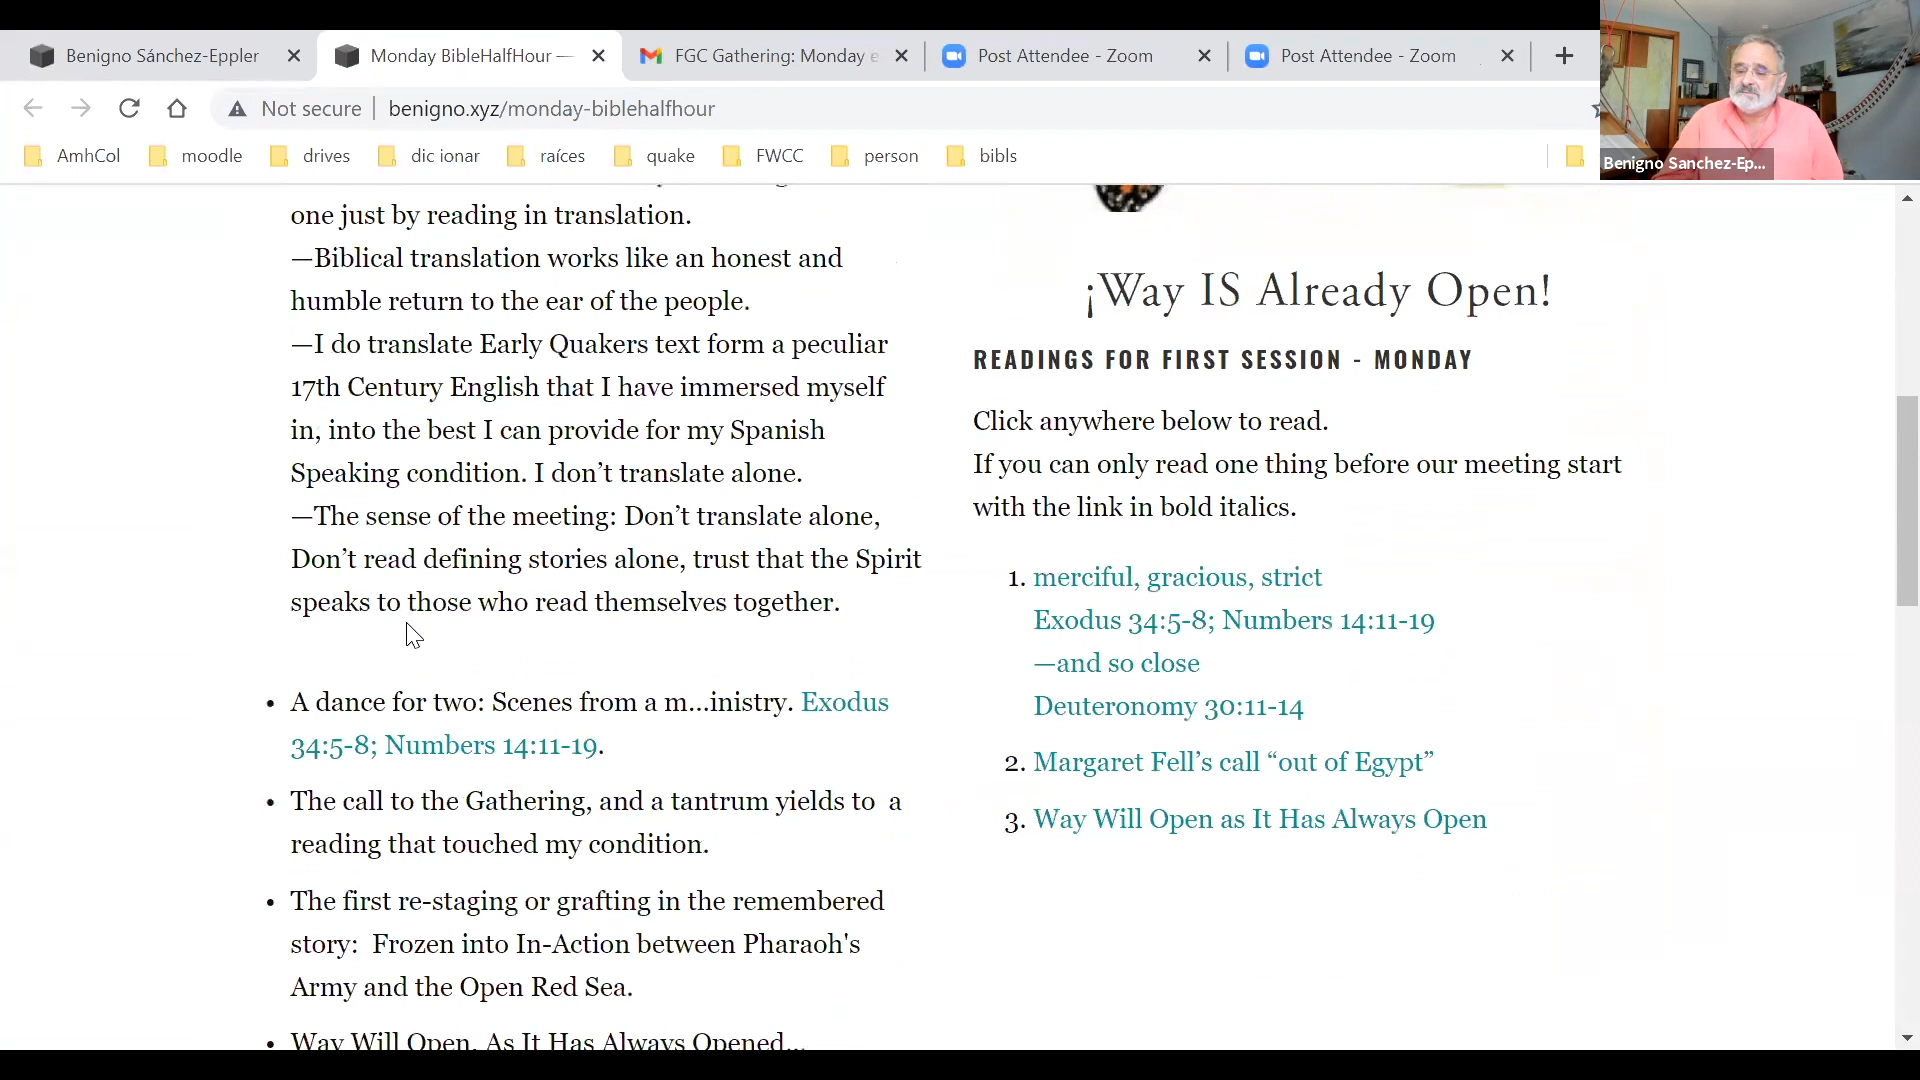 Benigno Sánchez-Eppler
Monday BibleHalfHour —
FGC Gathering: Monday e
Post Attendee - Zoom
Post Attendee - Zoom
Not secure
benigno.xyz/monday-biblehalfhour
AmhCol
moodle
drives
dic ionar
raíces
quake
FWCC
person
bibls
Benigno Sanchez-Ep...
one just by reading in translation.
—Biblical translation works like an honest and
humble return to the ear of the people.
—I do translate Early Quakers text form a peculiar
17th Century English that I have immersed myself
in, into the best I can provide for my Spanish
Speaking condition. I don’t translate alone.
—The sense of the meeting: Don’t translate alone,
Don’t read defining stories alone, trust that the Spirit
speaks to those who read themselves together.
• A dance for two: Scenes from a m...inistry. Exodus
34:5-8; Numbers 14:11-19.
• The call to the Gathering, and a tantrum yields to a
reading that touched my condition.
• The first re-staging or grafting in the remembered
story: Frozen into In-Action between Pharaoh's
Army and the Open Red Sea.
• Way Will Open, As It Has Always Opened...
¡Way IS Already Open!
READINGS FOR FIRST SESSION - MONDAY
Click anywhere below to read.
If you can only read one thing before our meeting start
with the link in bold italics.
1. merciful, gracious, strict
Exodus 34:5-8; Numbers 14:11-19
—and so close
Deuteronomy 30:11-14
2. Margaret Fell’s call “out of Egypt”
3. Way Will Open as It Has Always Open